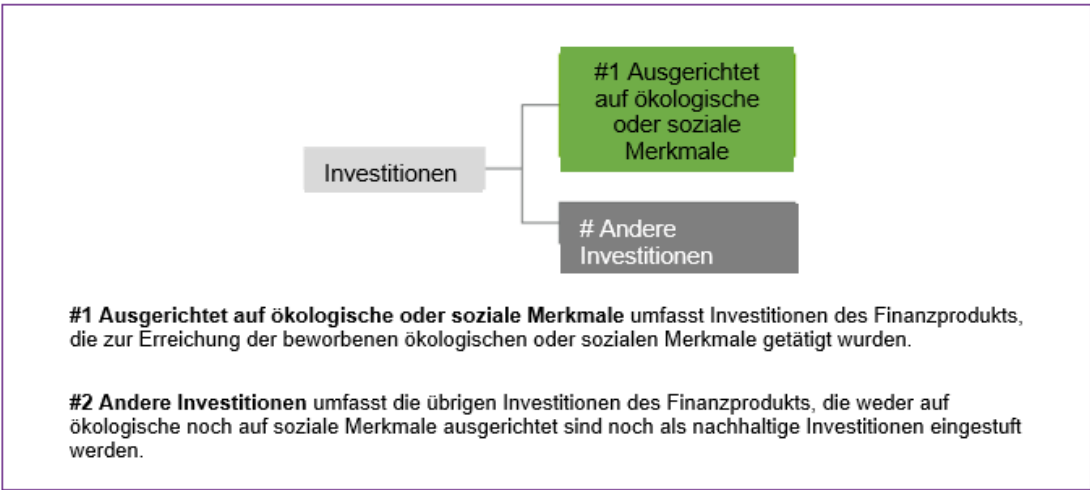 #1 Ausgerichtet
auf ökologische
oder soziale
Merkmale
Investitionen
# Andere
Investitionen
#1 Ausgerichtet auf ökologische oder soziale Merkmale umfasst Investitionen des Finanzprodukts,
die zur Erreichung der beworbenen ökologischen oder sozialen Merkmale getätigt wurden.
#2 Andere Investitionen umfasst die übrigen Investitionen des Finanzprodukts, die weder auf
ökologische noch auf soziale Merkmale ausgerichtet sind noch als nachhaltige Investitionen eingestuft
werden.